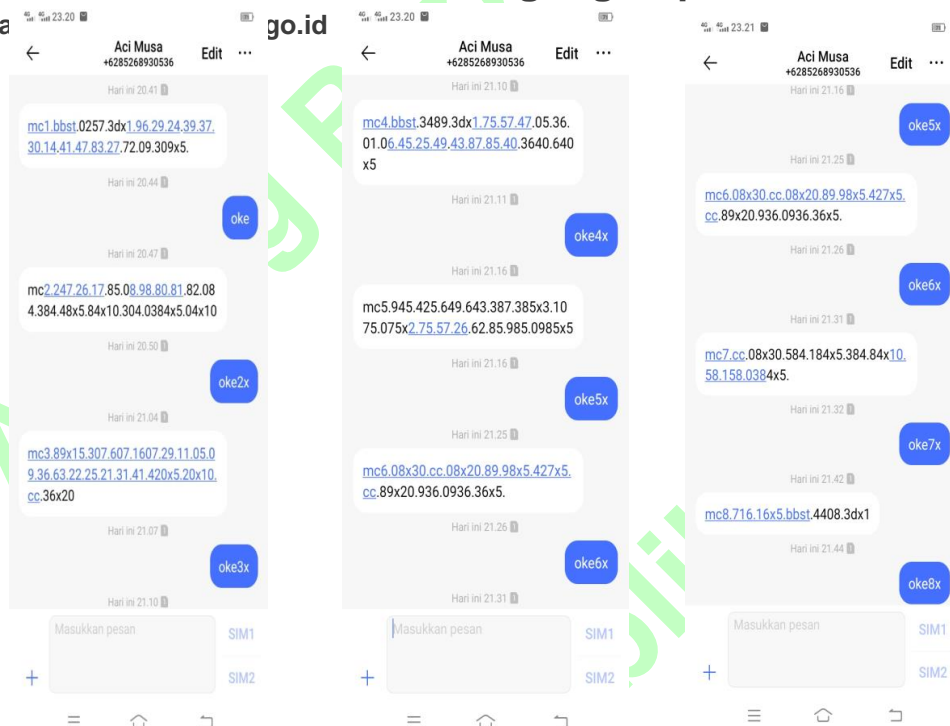 go.id
23.20
Aci Musa
+6285268930536
Edit
Hari ini 20.41
mc1.bbst.0257.3dx1.96.29.24.39.37.
30.14.41.47.83.27.72.09.309x5.
Hari ini 20.44
oke
Hari ini 20.47
mc2.247.26.17.85.08.98.80.81.82.08
4.384.48x5.84x10.304.0384x5.04x10
Hari ini 20.50
oke2x
Hari ini 21.04
mc3.89x15.307.607.1607.29.11.05.0
9.36.63.22.25.21.31.41.420x5.20x10.
cc.36x20
Hari ini 21.07
oke3x
Hari ini 21.10
Masukkan pesan
SIM1
SIM2
23.20
Aci Musa
+6285268930536
Edit
Hari ini 21.10
mc4.bbst.3489.3dx1.75.57.47.05.36.
01.06.45.25.49.43.87.85.40.3640.640
x5
Hari ini 21.11
oke4x
Hari ini 21.16
mc5.945.425.649.643.387.385x3.10
75.075x2.75.57.26.62.85.985.0985x5
Hari ini 21.16
oke5x
Hari ini 21.25
mc6.08x30.cc.08x20.89.98x5.427x5.
cc.89x20.936.0936.36x5.
Hari ini 21.26
oke6x
Hari ini 21.31
Masukkan pesan
SIM1
SIM2
23.21
Aci Musa
+6285268930536
Edit
Hari ini 21.16
oke5x
Hari ini 21.25
mc6.08x30.cc.08x20.89.98x5.427x5.
cc.89x20.936.0936.36x5.
Hari ini 21.26
oke6x
Hari ini 21.31
mc7.cc.08x30.584.184x5.384.84x10.
58.158.0384x5.
Hari ini 21.32
oke7x
Hari ini 21.42
mc8.716.16x5.bbst.4408.3dx1
Hari ini 21.44
oke8x
Masukkan pesan
SIM1
SIM2